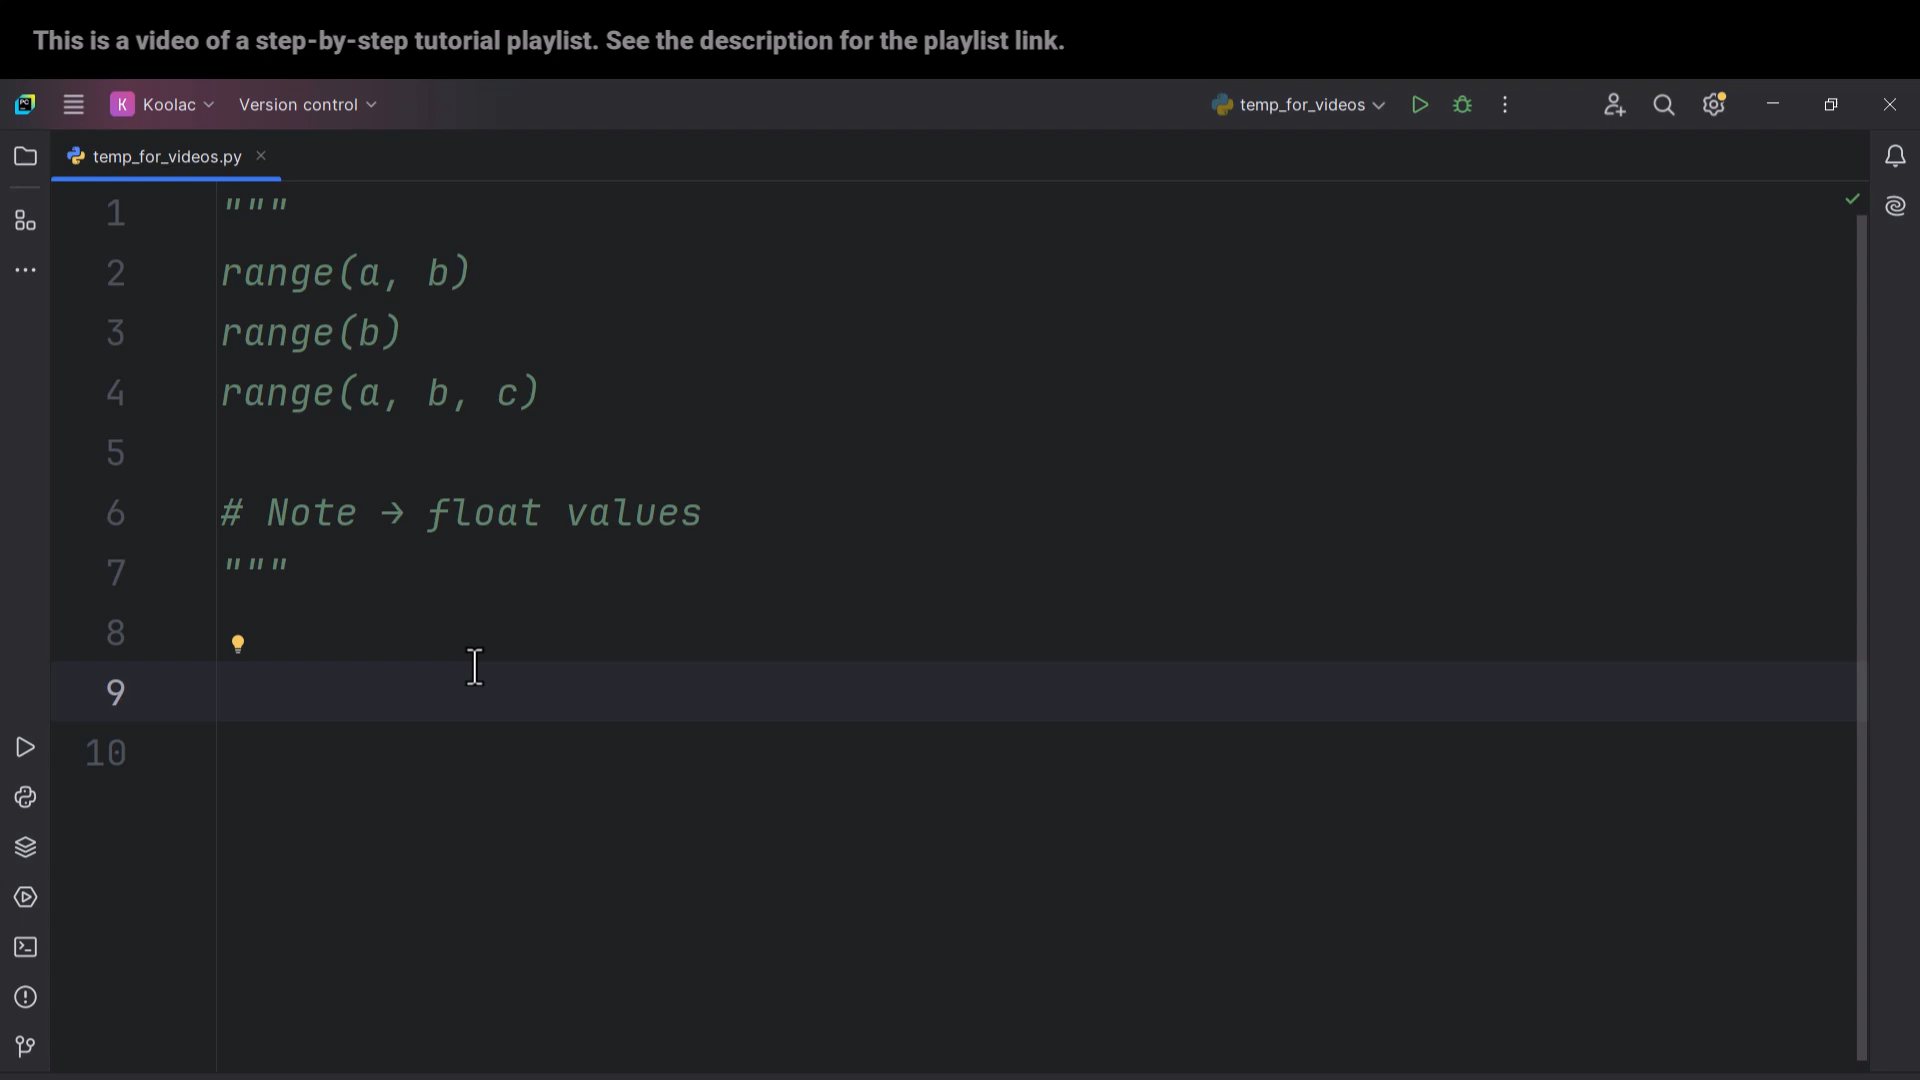 This is a video of a step-by-step tutorial playlist. See the description for the playlist link.
K Koolac Version control temp_for_videos
temp_for_videos.py
1 """
2 range(a, b)
3 range(b)
4 range(a, b, c)
5
6 # Note → float values
7 """
8
9
10